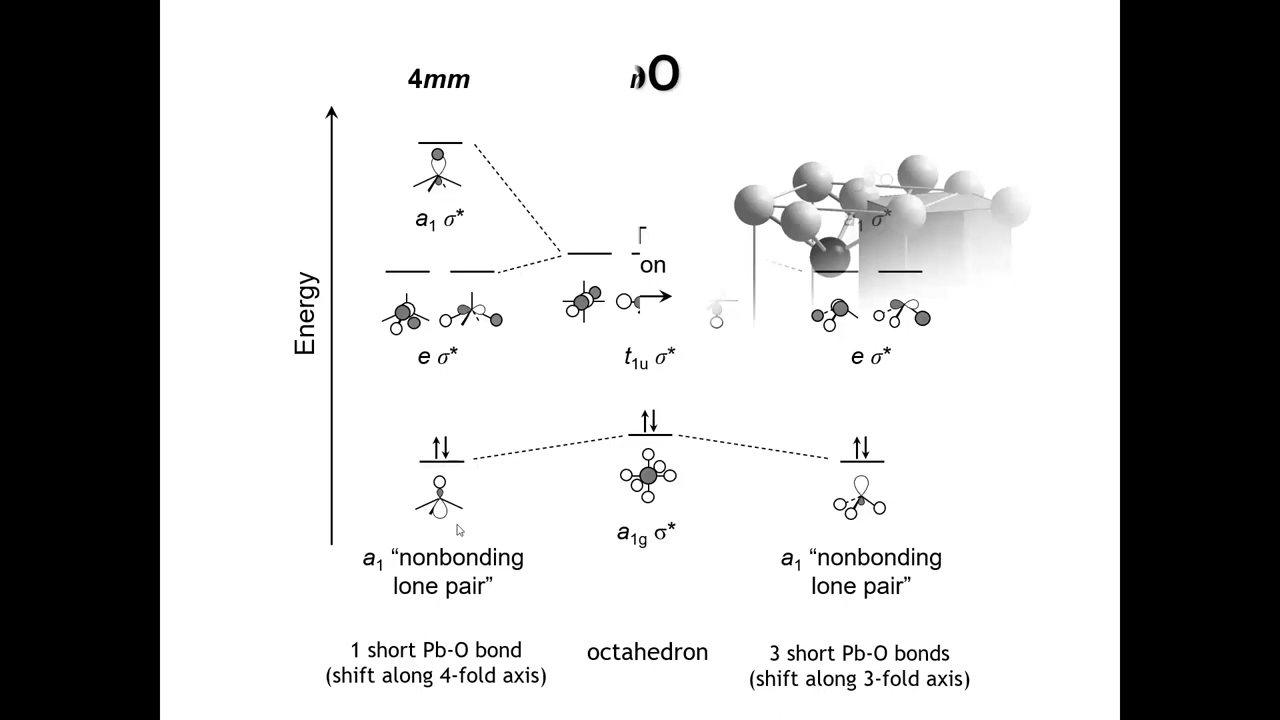 4mm
O
Energy
a1 σ*
on
σ*
e σ*
t1u σ*
e σ*
a1g σ*
a1 “nonbonding
lone pair”
a1 “nonbonding
lone pair”
1 short Pb-O bond
(shift along 4-fold axis)
octahedron
3 short Pb-O bonds
(shift along 3-fold axis)